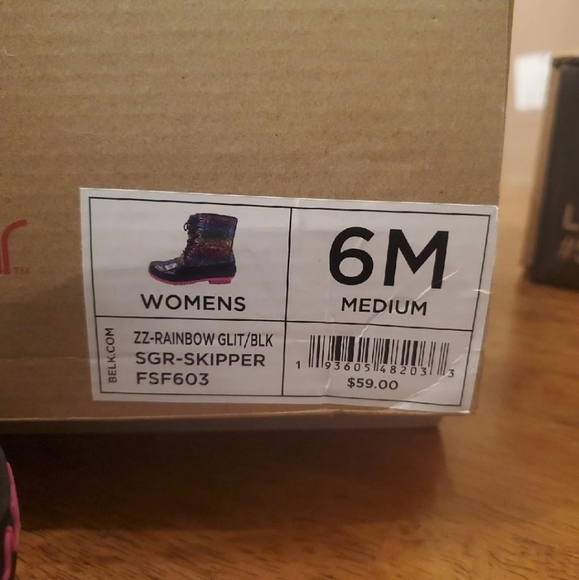 WOMENS
6M
MEDIUM
BELK.COM
ZZ-RAINBOW GLIT/BLK
SGR-SKIPPER
FSF603
1 93605 48203 3
$59.00